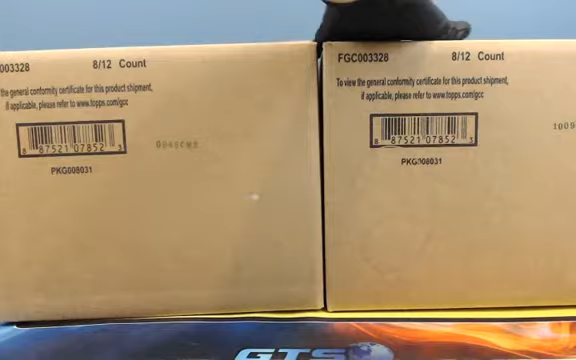 003328 8/12 Count
the general conformity certificate for this product shipment,
if applicable, please refer to www.topps.com/gcc
8 87521 07852 3
PKG008031
FGC003328 8/12 Count
To view the general conformity certificate for this product shipment,
if applicable, please refer to www.topps.com/gcc
8 87521 07852 3
PKG008031
1009
GTS